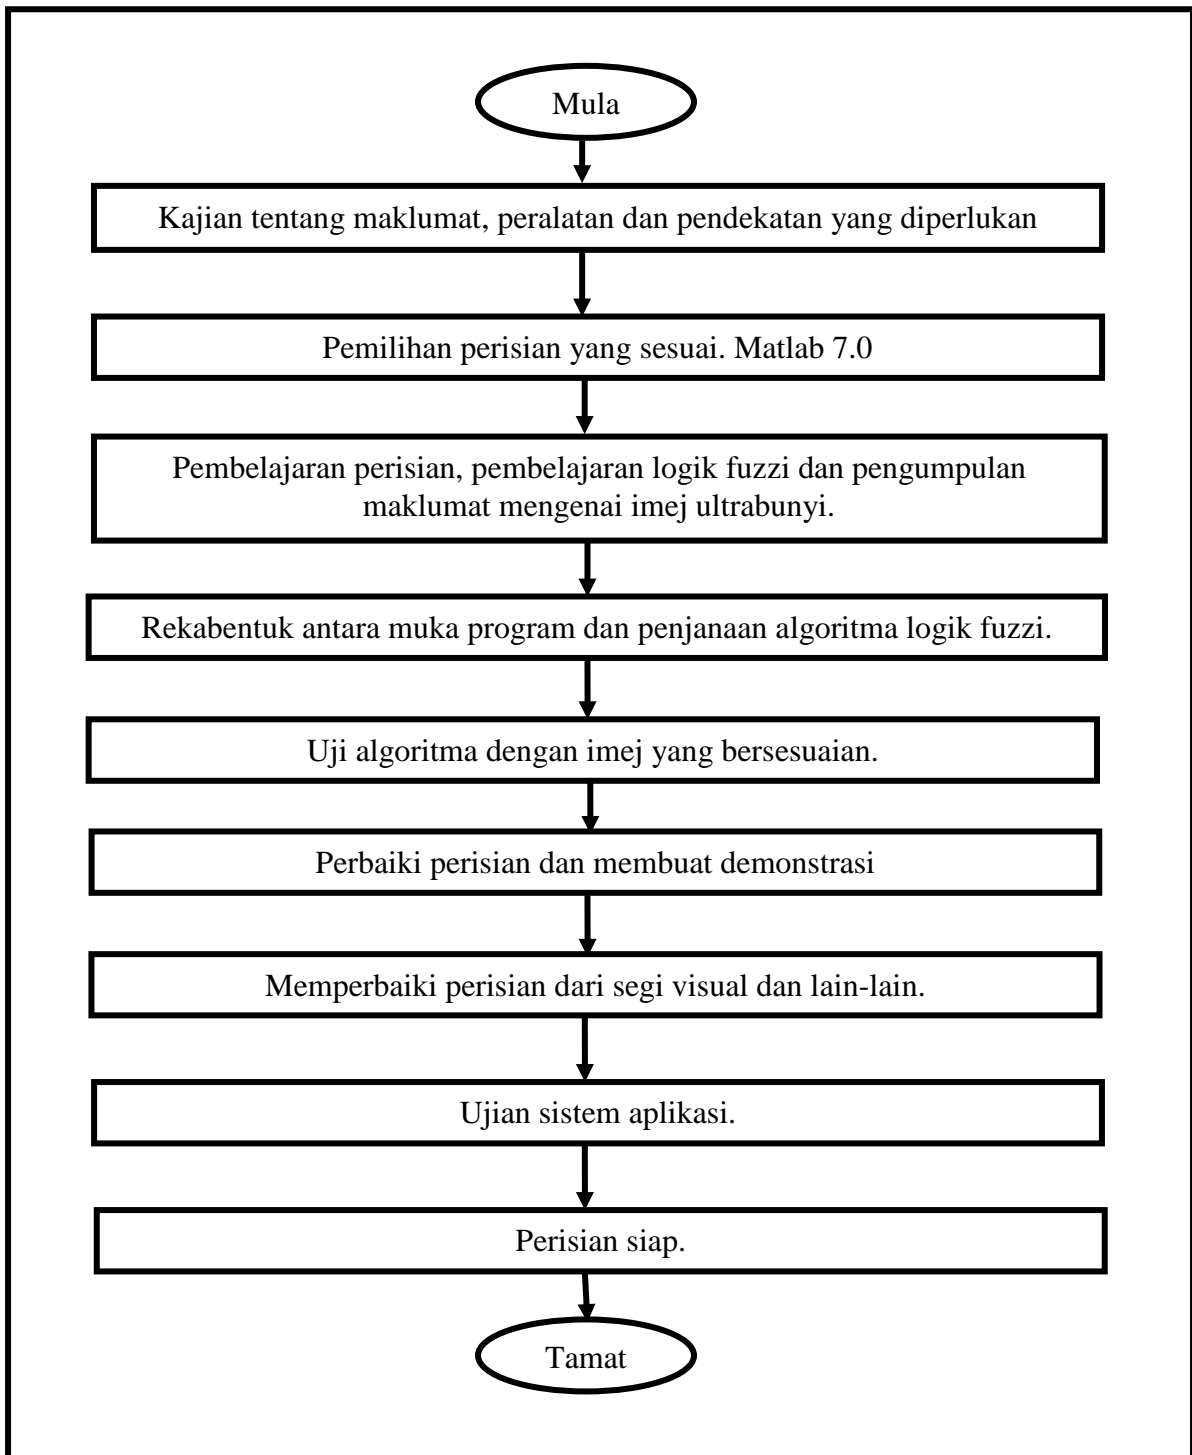 Mula
Kajian tentang maklumat, peralatan dan pendekatan yang diperlukan
Pemilihan perisian yang sesuai. Matlab 7.0
Pembelajaran perisian, pembelajaran logik fuzzi dan pengumpulan
maklumat mengenai imej ultrabunyi.
Rekabentuk antara muka program dan penjanaan algoritma logik fuzzi.
Uji algoritma dengan imej yang bersesuaian.
Perbaiki perisian dan membuat demonstrasi
Memperbaiki perisian dari segi visual dan lain-lain.
Ujian sistem aplikasi.
Perisian siap.
Tamat